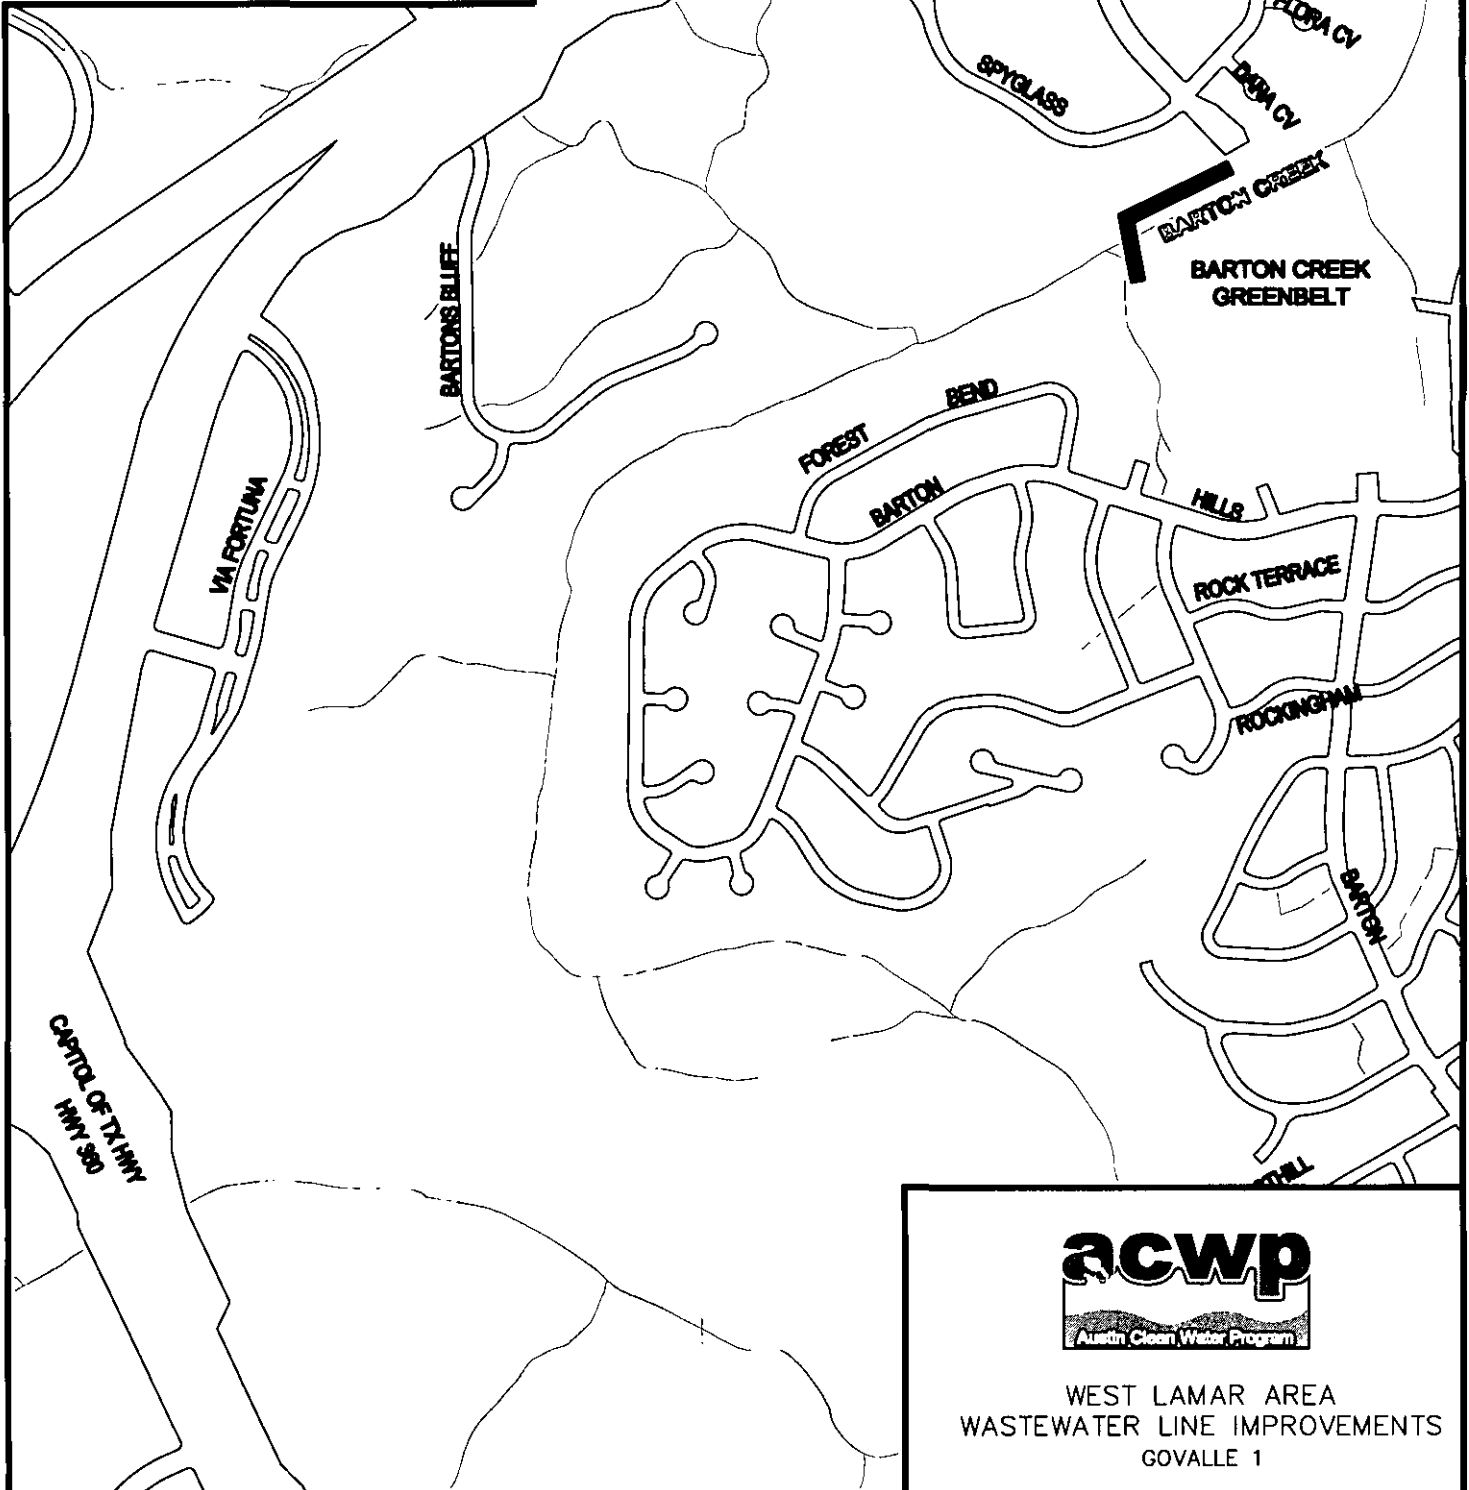 FLORA CV
SPYGLASS
DANA CV
BARTON CREEK
BARTON CREEK
GREENBELT
BARTONS BLUFF
FOREST BEND
BARTON HILLS
VIA FORTUNA
ROCK TERRACE
ROCKINGHAM
BARTON
CAPITOL OF TX HWY
HWY 360
acwp
Austin Clean Water Program
WEST LAMAR AREA
WASTEWATER LINE IMPROVEMENTS
GOVALLE 1